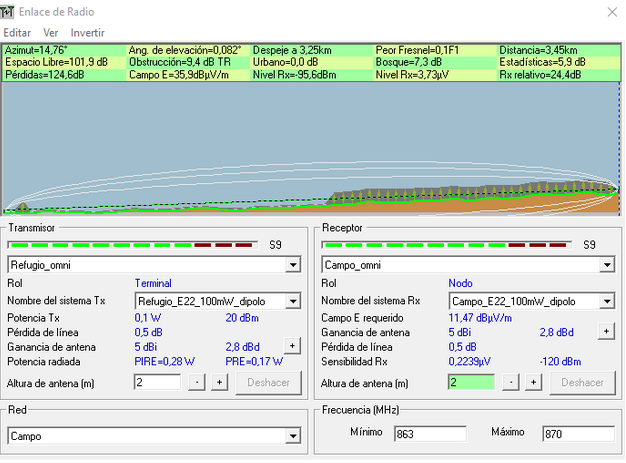 Enlace de Radio
Editar Ver Invertir
Azimut=14,76° Ang. de elevación=0,082° Despeje a 3,25km Peor Fresnel=0,1F1 Distancia=3,45km
Espacio Libre=101,9 dB Obstrucción=9,4 dB TR Urbano=0,0 dB Bosque=7,3 dB Estadísticas=5,9 dB
Pérdidas=124,6dB Campo E=35,9dBµV/m Nivel Rx=-95,6dBm Nivel Rx=3,73µV Rx relativo=24,4dB
Transmisor Receptor
S9 S9
Refugio_omni Campo_omni
Rol Terminal Rol Nodo
Nombre del sistema Tx Refugio_E22_100mW_dipolo Nombre del sistema Rx Campo_E22_100mW_dipolo
Potencia Tx 0,1 W 20 dBm Campo E requerido 11,47 dBµV/m
Pérdida de línea 0,5 dB Ganancia de antena 5 dBi 2,8 dBd +
Ganancia de antena 5 dBi 2,8 dBd + Pérdida de línea 0,5 dB
Potencia radiada PIRE=0,28 W PRE=0,17 W Sensibilidad Rx 0,2239µV -120 dBm
Altura de antena (m) 2 - + Deshacer Altura de antena (m) 2 - + Deshacer
Red Frecuencia (MHz)
Campo Mínimo 863 Máximo 870